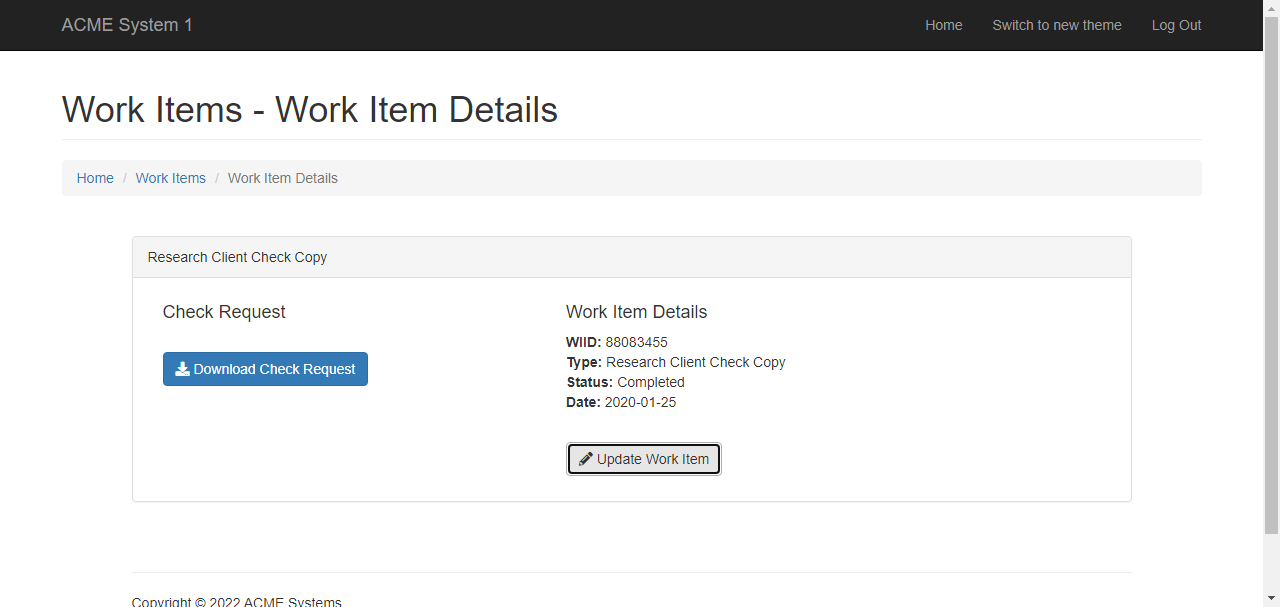 ACME System 1
Home
Switch to new theme
Log Out
Work Items - Work Item Details
Home / Work Items / Work Item Details
Research Client Check Copy
Check Request
Download Check Request
Work Item Details
WIID: 88083455
Type: Research Client Check Copy
Status: Completed
Date: 2020-01-25
Update Work Item
Copyright © 2022 ACME Systems